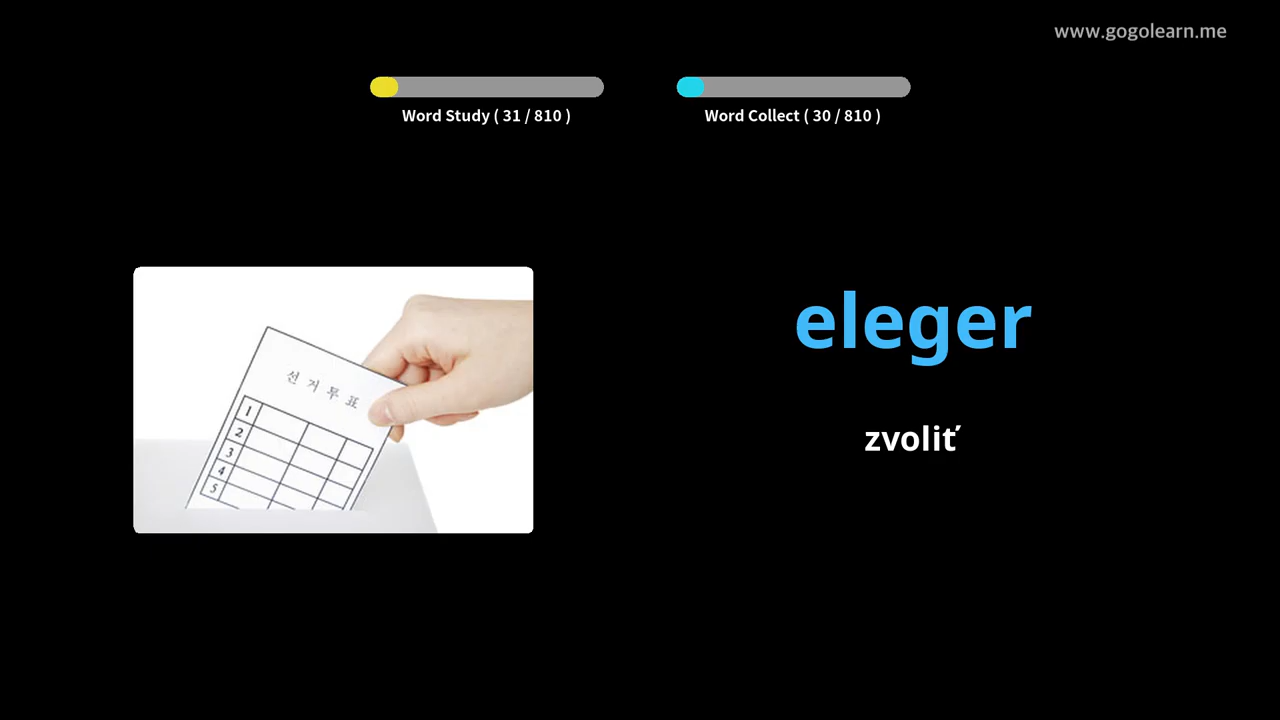 www.gogolearn.me
Word Study ( 31 / 810 )
Word Collect ( 30 / 810 )
선거투표
1
2
3
4
5
eleger
zvoliť